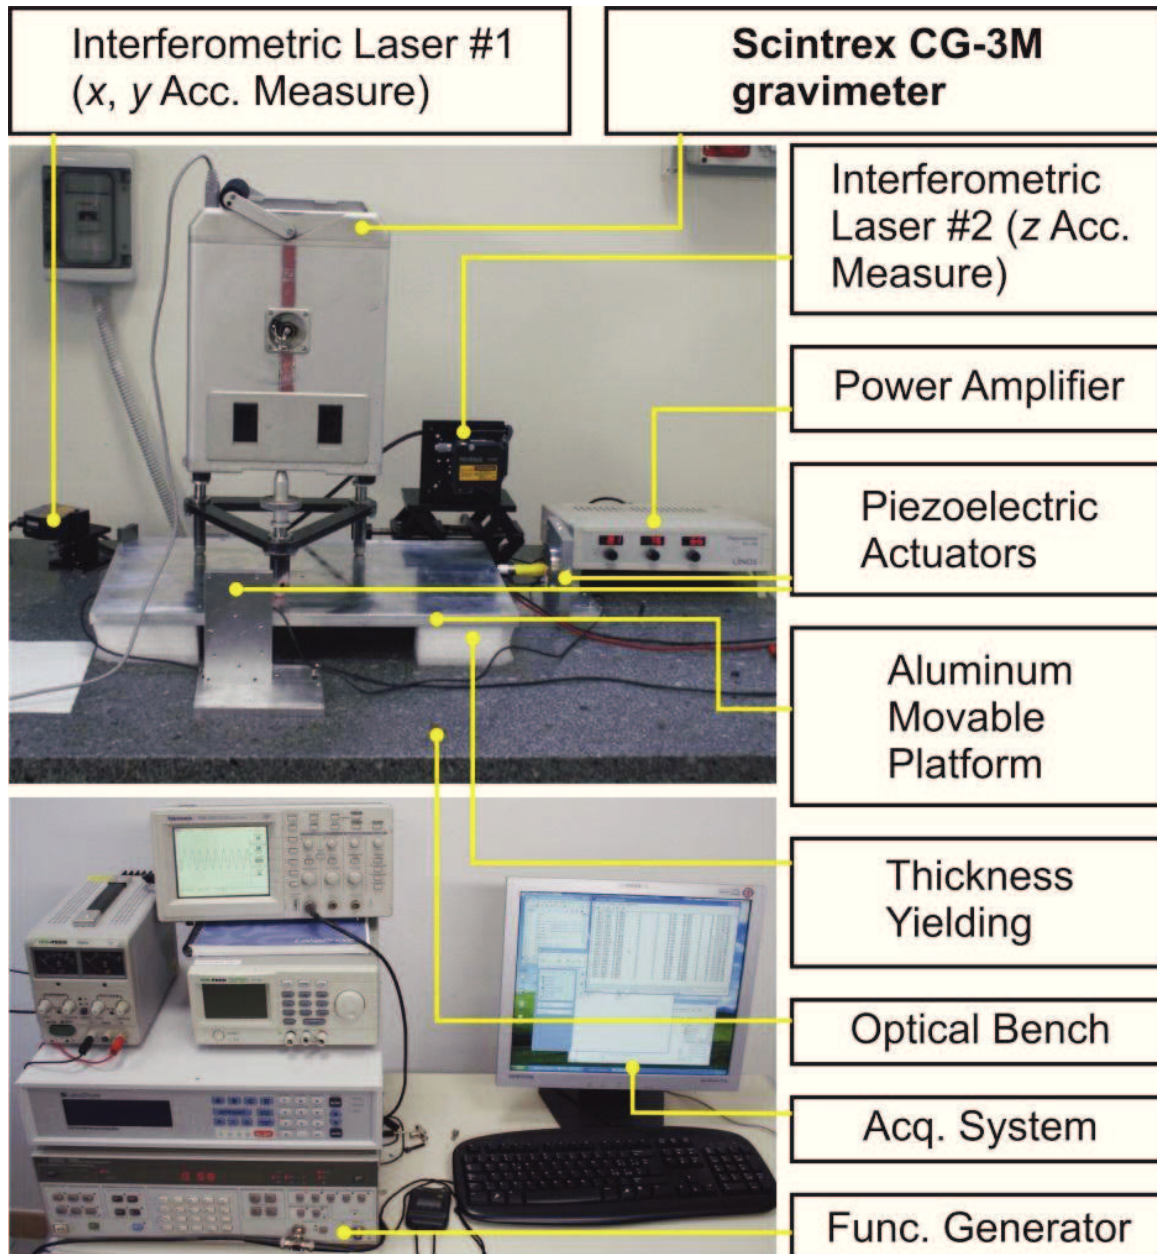 Interferometric Laser #1
(x, y Acc. Measure)
Scintrex CG-3M
gravimeter
Interferometric
Laser #2 (z Acc.
Measure)
Power Amplifier
Piezoelectric
Actuators
Aluminum
Movable
Platform
Thickness
Yielding
Optical Bench
Acq. System
Func. Generator
LINOS